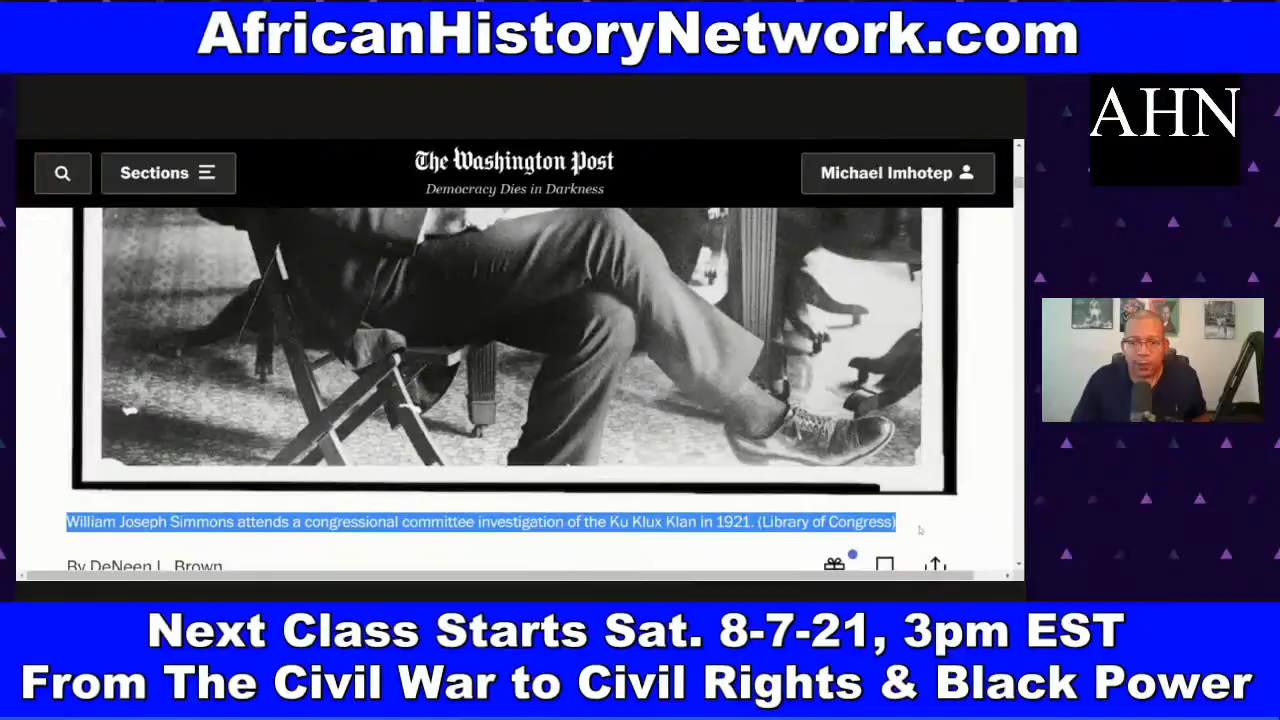 AfricanHistoryNetwork.com
AHN
Sections
The Washington Post
Democracy Dies in Darkness
Michael Imhotep
William Joseph Simmons attends a congressional committee investigation of the Ku Klux Klan in 1921. (Library of Congress)
By DeNeen L. Brown
Next Class Starts Sat. 8-7-21, 3pm EST
From The Civil War to Civil Rights & Black Power